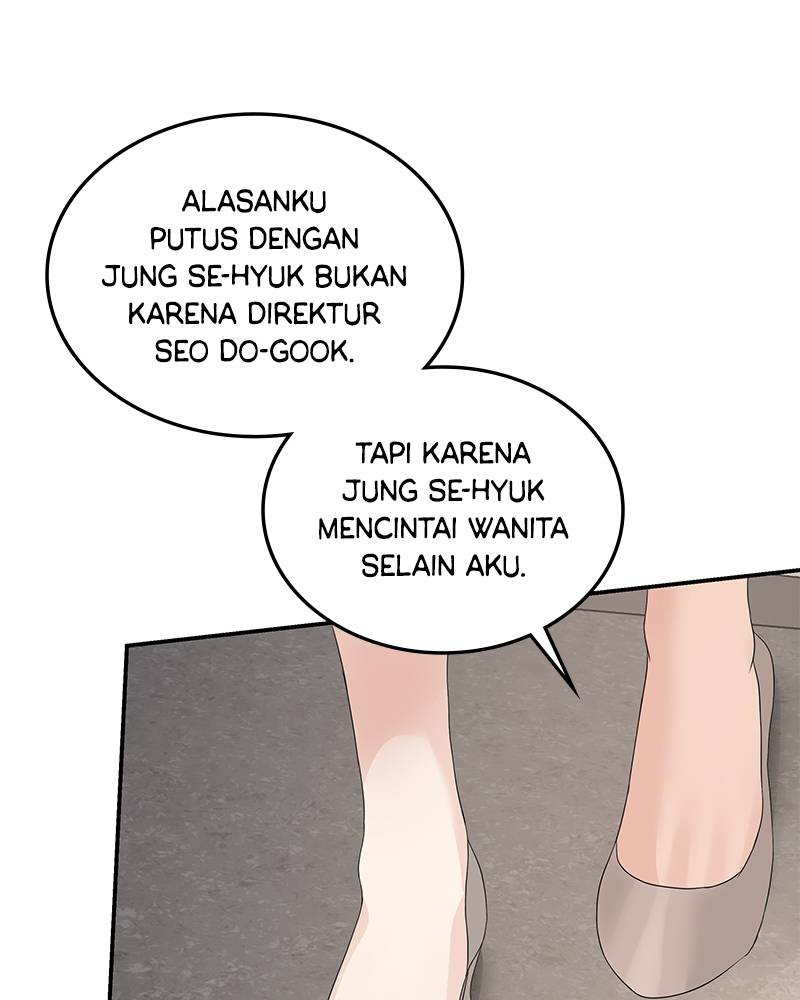 ALASANKU
PUTUS DENGAN
JUNG SE-HYUK BUKAN
KARENA DIREKTUR
SEO DO-GOOK.
TAPI KARENA
JUNG SE-HYUK
MENCINTAI WANITA
SELAIN AKU.